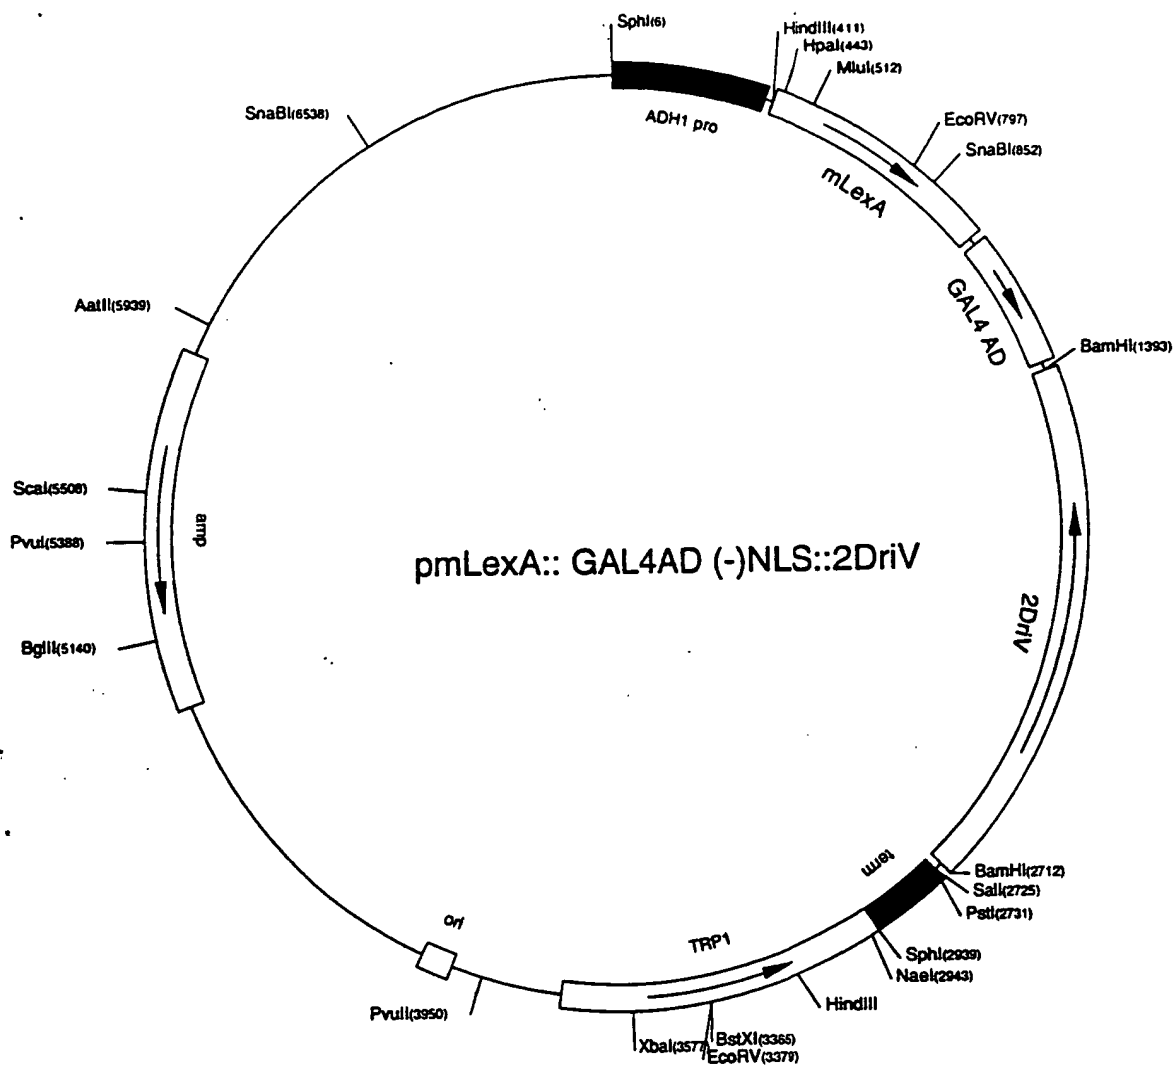 SphI(6)
HindIII(411)
HpaI(443)
MluI(512)
ADH1 pro
EcoRV(797)
SnaBI(852)
mLexA
SnaBI(6538)
GAL4 AD
AatII(5939)
BamHI(1393)
ScaI(5508)
PvuI(5388)
amp
pmLexA:: GAL4AD (-)NLS::2DriV
2DriV
BglII(5140)
term
BamHI(2712)
SalI(2725)
PstI(2731)
ori
TRP1
SphI(2939)
NaeI(2943)
HindIII
PvuII(3950)
XbaI(3577)
BstXI(3365)
EcoRV(3379)